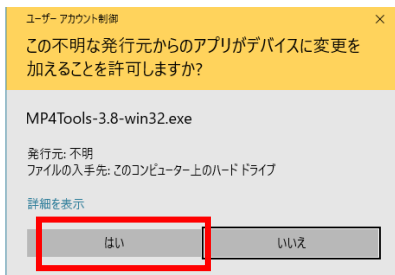 ユーザー アカウント制御
この不明な発行元からのアプリがデバイスに変更を
加えることを許可しますか?
MP4Tools-3.8-win32.exe
発行元: 不明
ファイルの入手先: このコンピューター上のハード ドライブ
詳細を表示
はい
いいえ